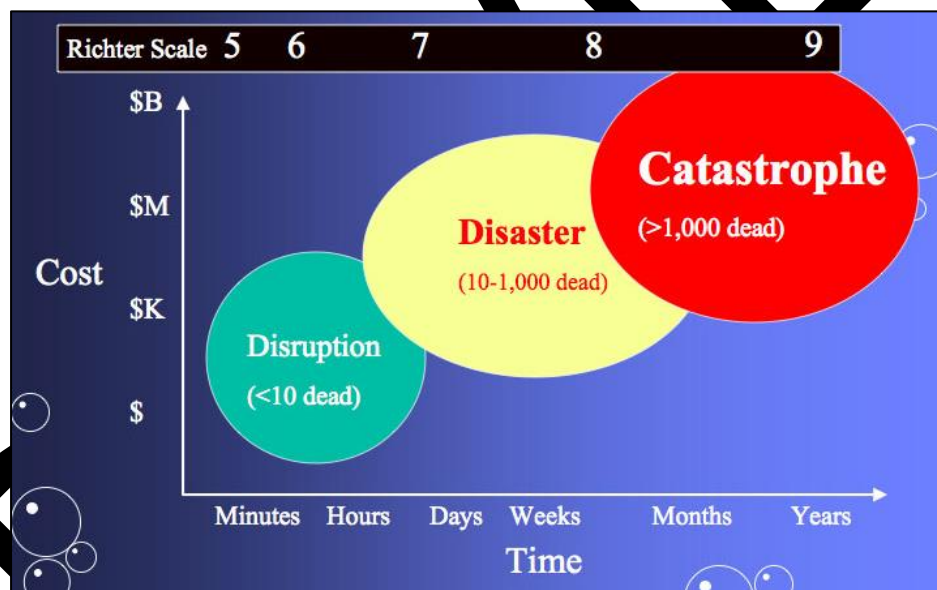 Richter Scale 5 6 7 8 9
$B
$M
$K
$
Cost
Catastrophe
(>1,000 dead)
Disaster
(10-1,000 dead)
Disruption
(<10 dead)
Minutes Hours Days Weeks Months Years
Time